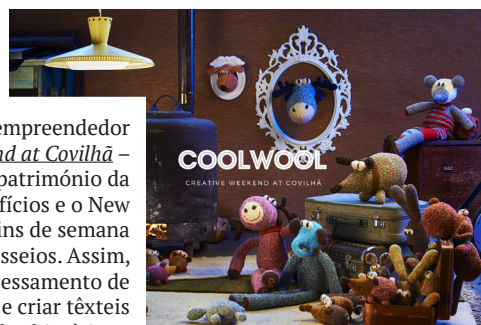 empreendedor
nd at Covilhã –
património da
fícios e o New
ins de semana
sseios. Assim,
cessamento de
e criar têxteis
COOLWOOL
CREATIVE WEEKEND AT COVILHÃ